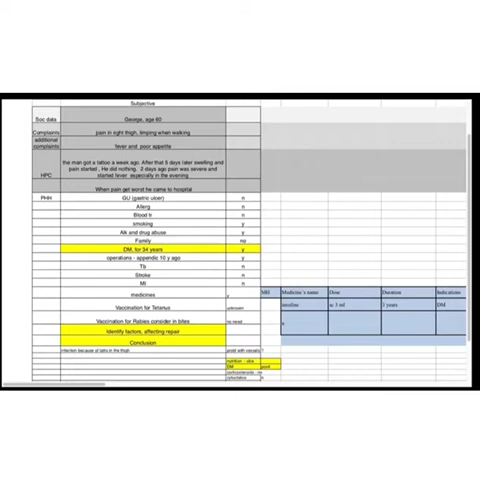 Subjective
Soc data George, age 60
Complaints pain in right thigh, limping when walking
additional
complaints fever and poor appetite
the man got a tattoo a week ago. After that 5 days later swelling and
pain started , He did nothing. 2 days ago pain was severe and
HPC started fever especially in the evening
When pain get worst he came to hospital
PHH GU (gastric ulcer) n
Allerg n
Blood tr n
smoking y
Alk and drug abuse y
Family no
DM. for 34 years y
operations - appendic 10 y ago y
Tb n
Stroke n
MI n
medicines y MH Medicine's name Dose Duration Indications
insuline 3 ml 3 years DM
Vaccination for Tetanus unknown
Vaccination for Rabies consider in bites no need
Identify factors, affecting repair
Conclusion
infection because of tatto in the thigh
nutrition - oka
DM poor